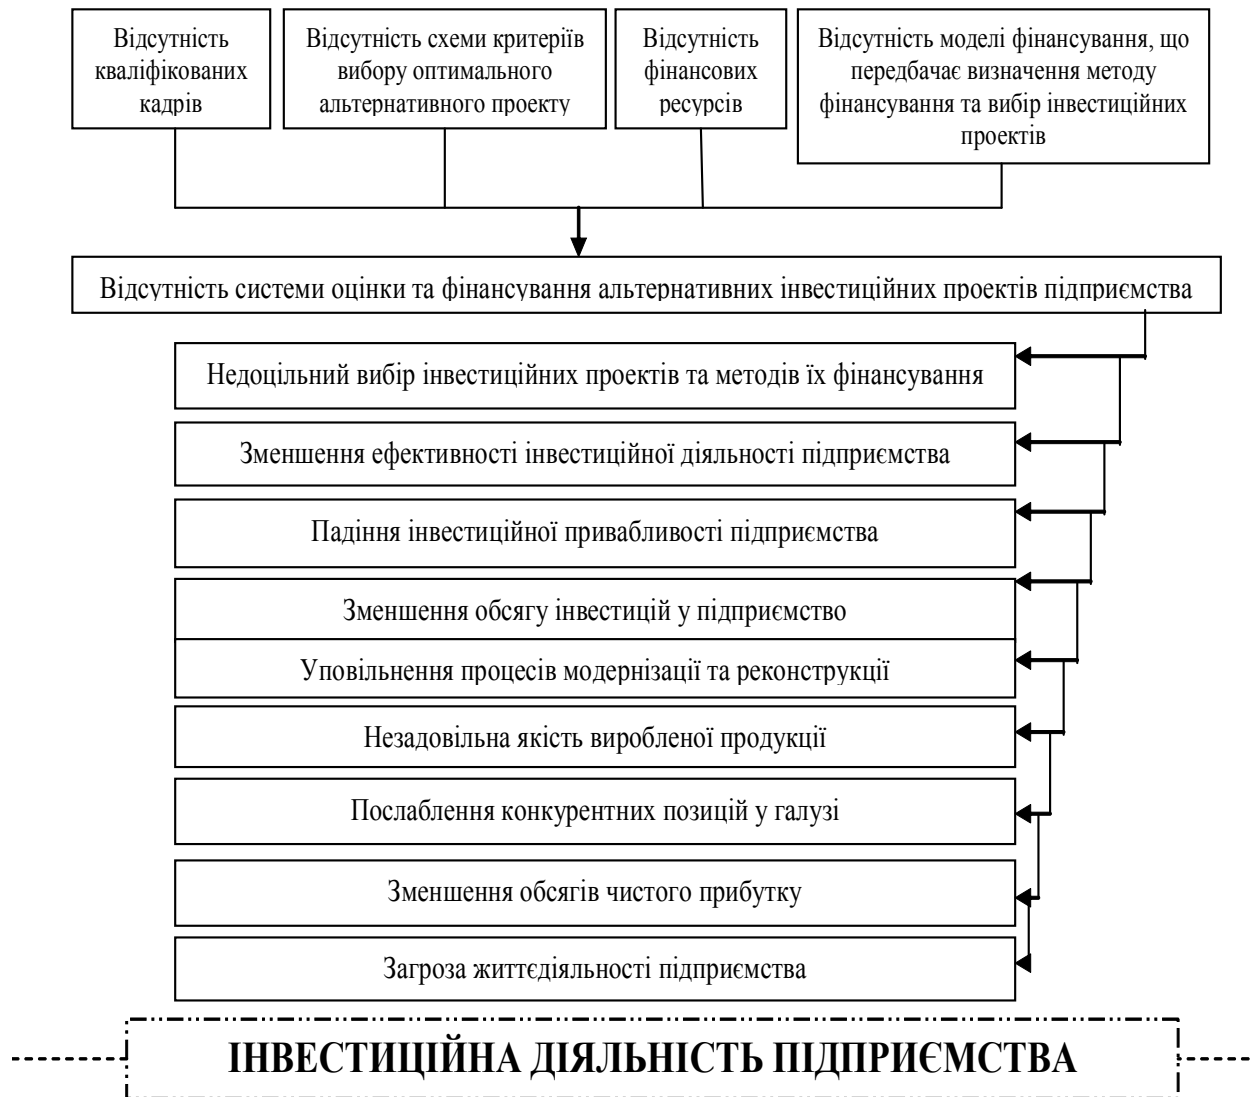 Відсутність
кваліфікованих
кадрів
Відсутність схеми критеріїв
вибору оптимального
альтернативного проекту
Відсутність
фінансових
ресурсів
Відсутність моделі фінансування, що
передбачає визначення методу
фінансування та вибір інвестиційних
проектів
Відсутність системи оцінки та фінансування альтернативних інвестиційних проектів підприємства
Недоцільний вибір інвестиційних проектів та методів їх фінансування
Зменшення ефективності інвестиційної діяльності підприємства
Падіння інвестиційної привабливості підприємства
Зменшення обсягу інвестицій у підприємство
Уповільнення процесів модернізації та реконструкції
Незадовільна якість виробленої продукції
Послаблення конкурентних позицій у галузі
Зменшення обсягів чистого прибутку
Загроза життєдіяльності підприємства
ІНВЕСТИЦІЙНА ДІЯЛЬНІСТЬ ПІДПРИЄМСТВА